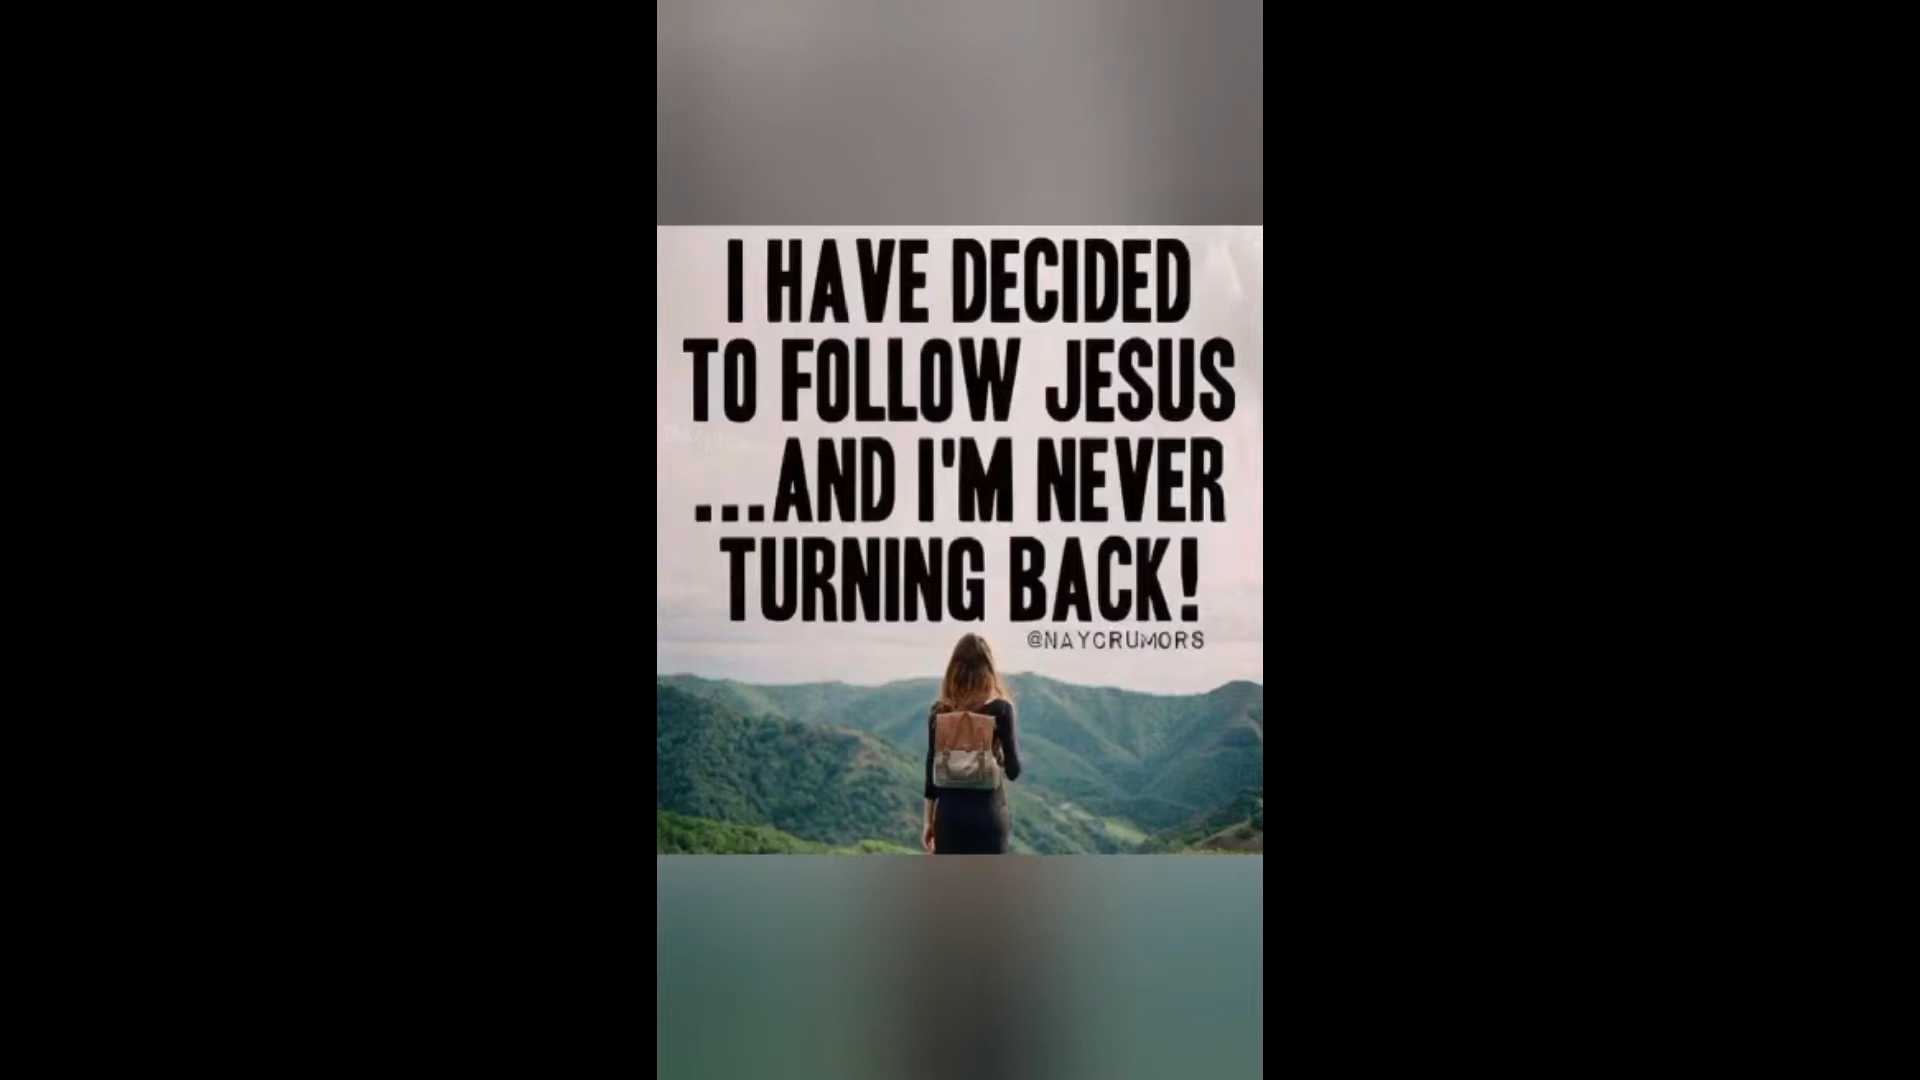 I HAVE DECIDED
TO FOLLOW JESUS
...AND I'M NEVER
TURNING BACK!
@NAYCRUMORS